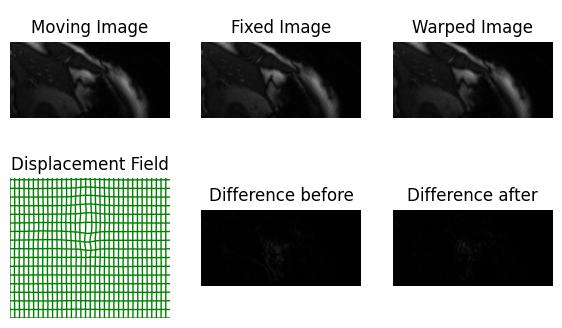 Moving Image
Fixed Image
Warped Image
Displacement Field
Difference before
Difference after